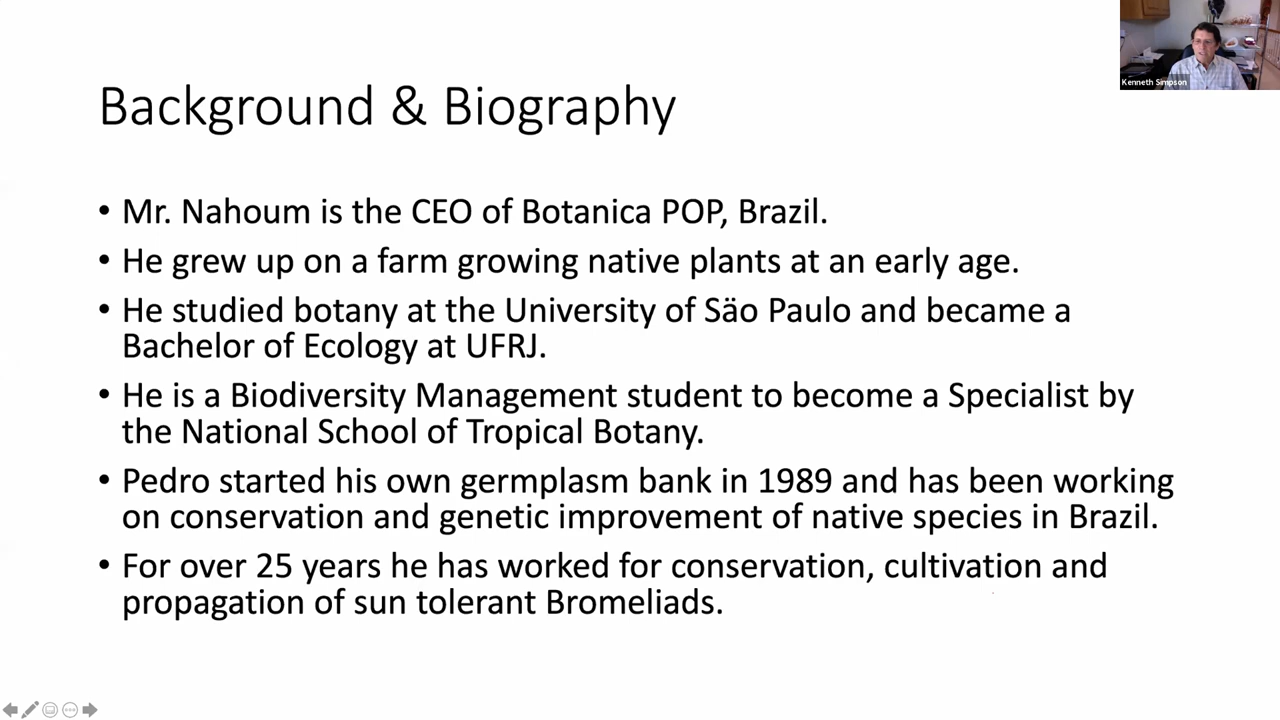 Kenneth Simpson
Background & Biography
• Mr. Nahoum is the CEO of Botanica POP, Brazil.
• He grew up on a farm growing native plants at an early age.
• He studied botany at the University of Säo Paulo and became a
Bachelor of Ecology at UFRJ.
• He is a Biodiversity Management student to become a Specialist by
the National School of Tropical Botany.
• Pedro started his own germplasm bank in 1989 and has been working
on conservation and genetic improvement of native species in Brazil.
• For over 25 years he has worked for conservation, cultivation and
propagation of sun tolerant Bromeliads.